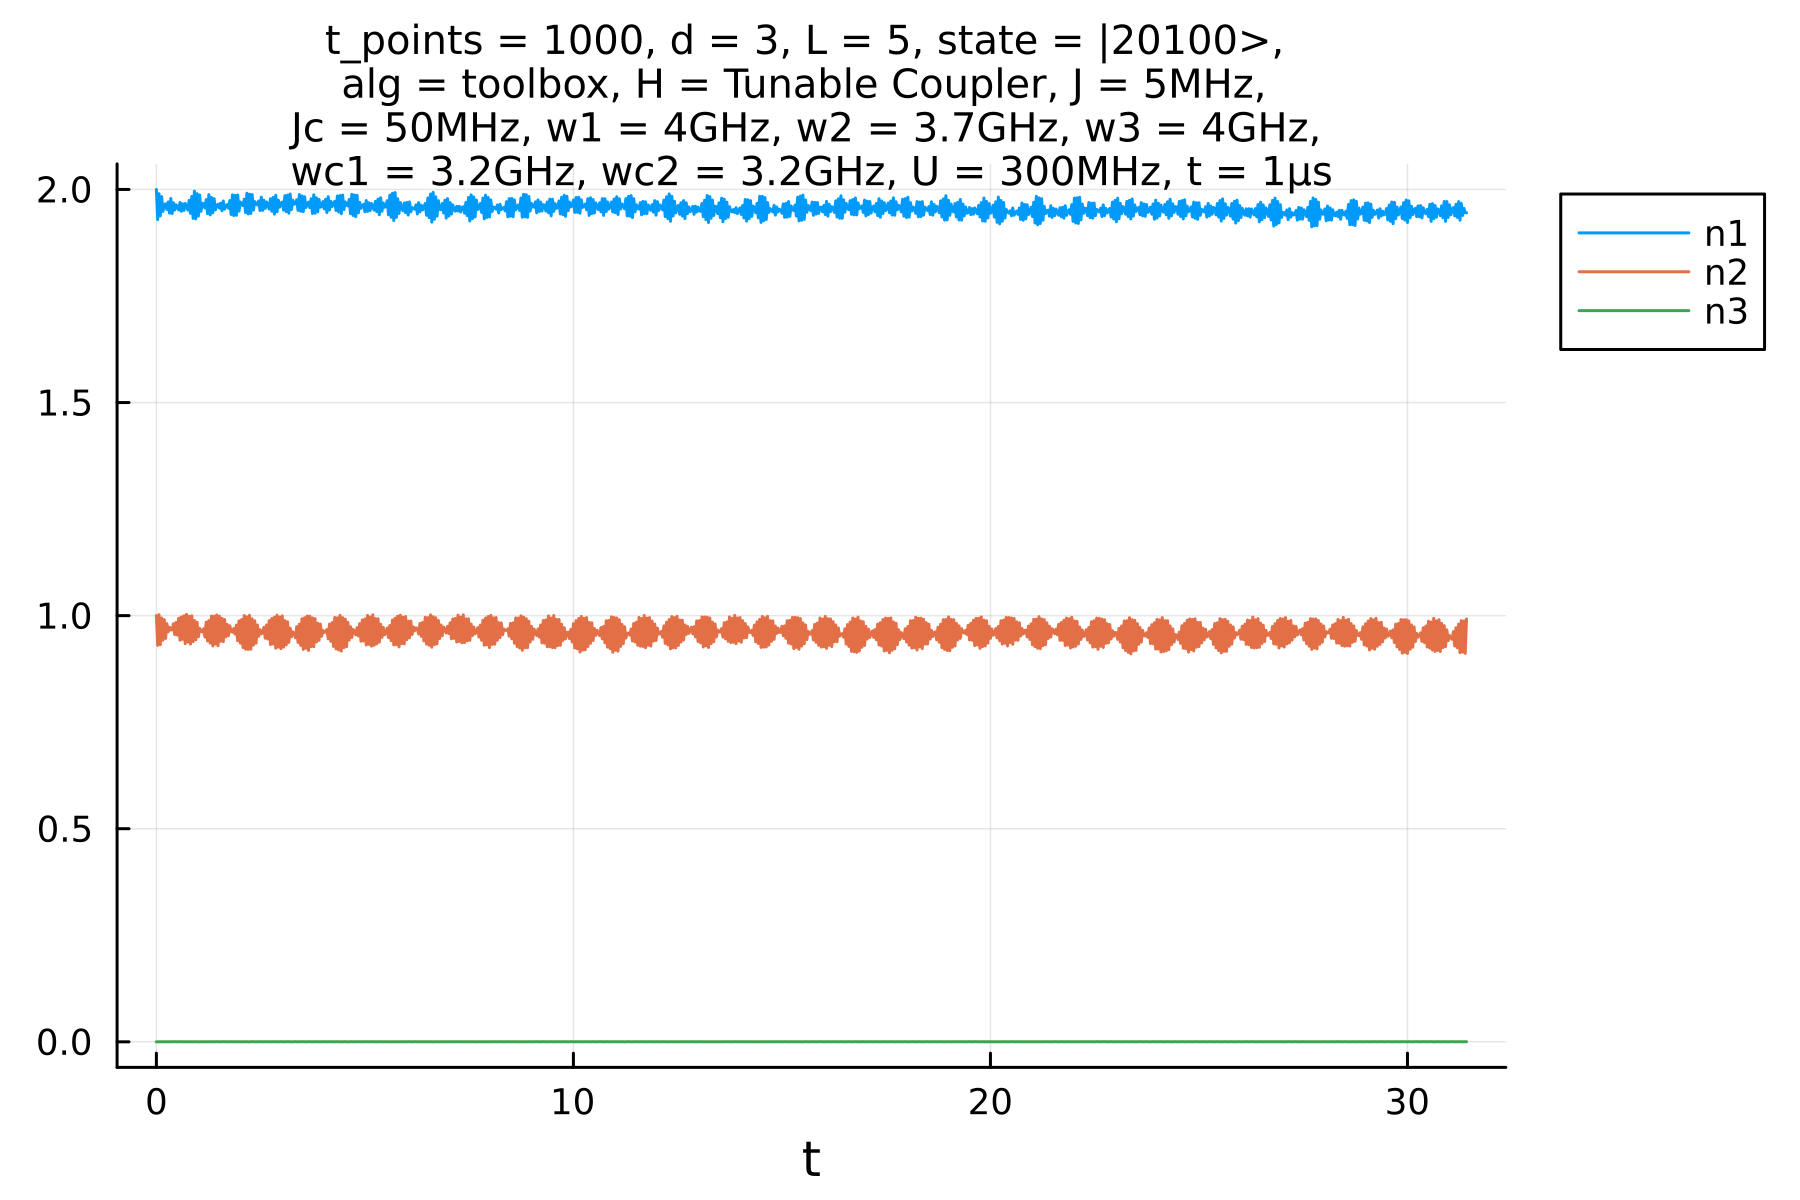 t_points = 1000, d = 3, L = 5, state = |20100>,
alg = toolbox, H = Tunable Coupler, J = 5MHz,
Jc = 50MHz, w1 = 4GHz, w2 = 3.7GHz, w3 = 4GHz,
wc1 = 3.2GHz, wc2 = 3.2GHz, U = 300MHz, t = 1μs
2.0
1.5
1.0
0.5
0.0
n1
n2
n3
0 10 20 30
t